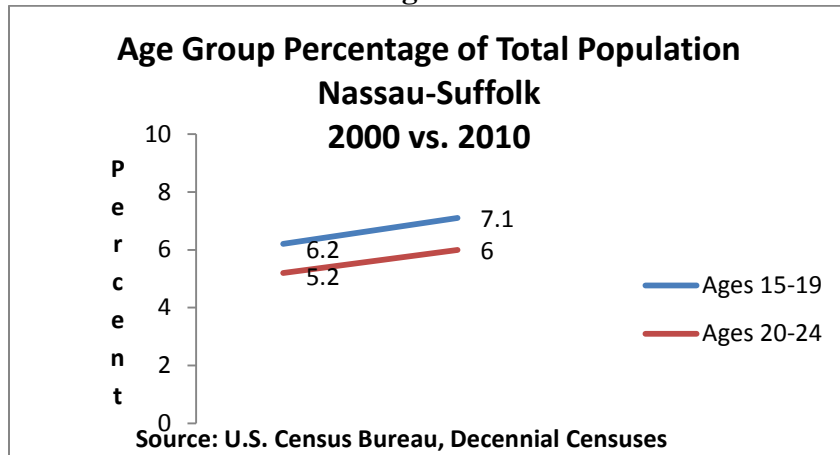 Age Group Percentage of Total Population
Nassau-Suffolk
2000 vs. 2010
Percent
10
8
6
4
2
0
6.2
7.1
5.2
6
Ages 15-19
Ages 20-24
Source: U.S. Census Bureau, Decennial Censuses